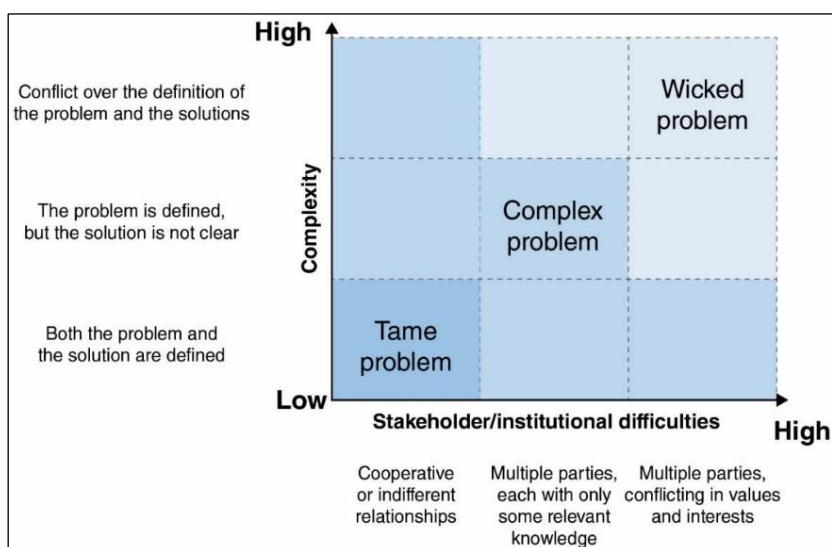 High
Conflict over the definition of
the problem and the solutions
Wicked
problem
Complexity
The problem is defined,
but the solution is not clear
Complex
problem
Both the problem and
the solution are defined
Tame
problem
Low
Stakeholder/institutional difficulties
High
Cooperative
or indifferent
relationships
Multiple parties,
each with only
some relevant
knowledge
Multiple parties,
conflicting in values
and interests